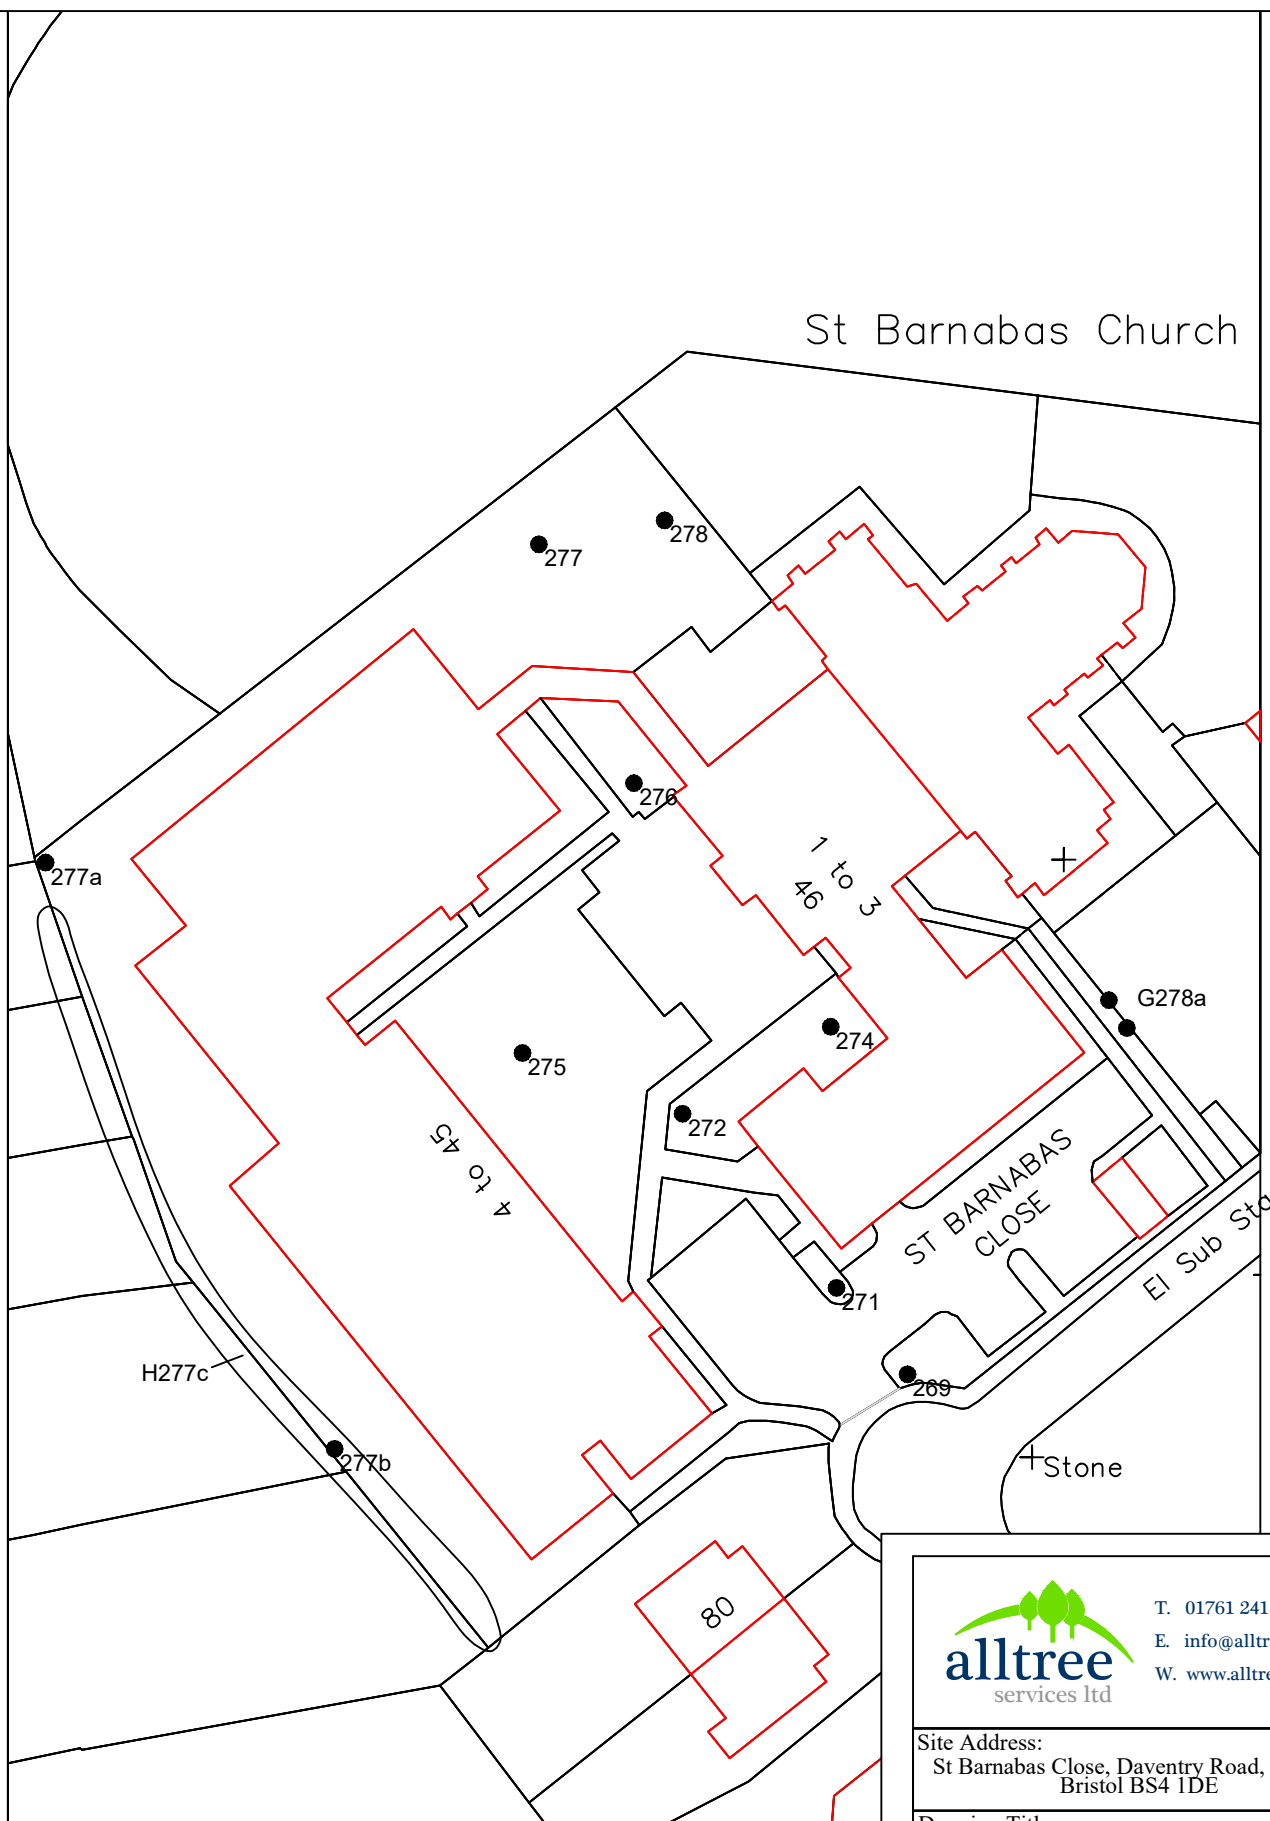 St Barnabas Church
278
277
276
277a
1 to 3
46
G278a
274
275
272
4 to 45
ST BARNABAS
CLOSE
El Sub Sta
271
H277c
269
277b
Stone
80
alltree
services ltd
T. 01761 241
E. info@alltr
W. www.alltre
Site Address:
St Barnabas Close, Daventry Road,
Bristol BS4 1DE